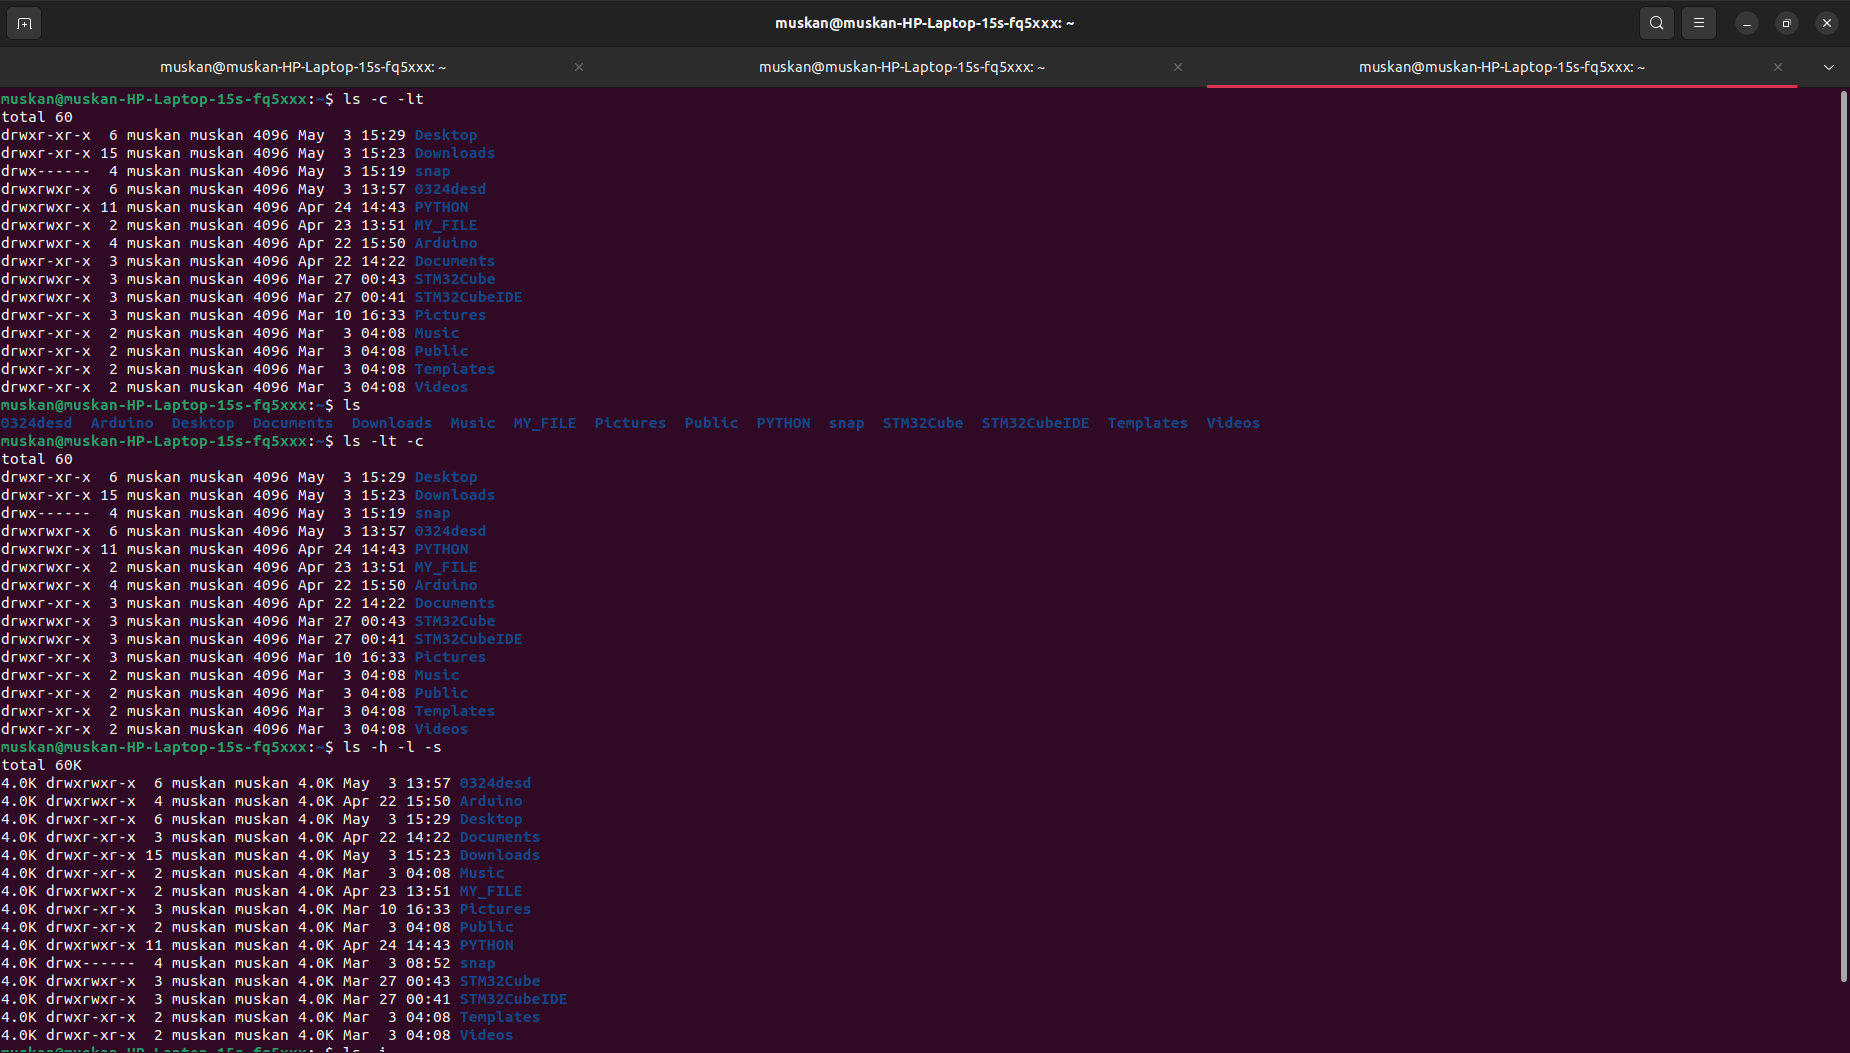 muskan@muskan-HP-Laptop-15s-fq5xxx: ~
muskan@muskan-HP-Laptop-15s-fq5xxx: ~ muskan@muskan-HP-Laptop-15s-fq5xxx: ~ muskan@muskan-HP-Laptop-15s-fq5xxx: ~
muskan@muskan-HP-Laptop-15s-fq5xxx:~$ ls -c -lt
total 60
drwxr-xr-x  6 muskan muskan 4096 May  3 15:29 Desktop
drwxr-xr-x 15 muskan muskan 4096 May  3 15:23 Downloads
drwx------  4 muskan muskan 4096 May  3 15:19 snap
drwxrwxr-x  6 muskan muskan 4096 May  3 13:57 0324desd
drwxrwxr-x 11 muskan muskan 4096 Apr 24 14:43 PYTHON
drwxrwxr-x  2 muskan muskan 4096 Apr 23 13:51 MY_FILE
drwxrwxr-x  4 muskan muskan 4096 Apr 22 15:50 Arduino
drwxr-xr-x  3 muskan muskan 4096 Apr 22 14:22 Documents
drwxrwxr-x  3 muskan muskan 4096 Mar 27 00:43 STM32Cube
drwxrwxr-x  3 muskan muskan 4096 Mar 27 00:41 STM32CubeIDE
drwxr-xr-x  3 muskan muskan 4096 Mar 10 16:33 Pictures
drwxr-xr-x  2 muskan muskan 4096 Mar  3 04:08 Music
drwxr-xr-x  2 muskan muskan 4096 Mar  3 04:08 Public
drwxr-xr-x  2 muskan muskan 4096 Mar  3 04:08 Templates
drwxr-xr-x  2 muskan muskan 4096 Mar  3 04:08 Videos
muskan@muskan-HP-Laptop-15s-fq5xxx:~$ ls
0324desd  Arduino  Desktop  Documents  Downloads  Music  MY_FILE  Pictures  Public  PYTHON  snap  STM32Cube  STM32CubeIDE  Templates  Videos
muskan@muskan-HP-Laptop-15s-fq5xxx:~$ ls -lt -c
total 60
drwxr-xr-x  6 muskan muskan 4096 May  3 15:29 Desktop
drwxr-xr-x 15 muskan muskan 4096 May  3 15:23 Downloads
drwx------  4 muskan muskan 4096 May  3 15:19 snap
drwxrwxr-x  6 muskan muskan 4096 May  3 13:57 0324desd
drwxrwxr-x 11 muskan muskan 4096 Apr 24 14:43 PYTHON
drwxrwxr-x  2 muskan muskan 4096 Apr 23 13:51 MY_FILE
drwxrwxr-x  4 muskan muskan 4096 Apr 22 15:50 Arduino
drwxr-xr-x  3 muskan muskan 4096 Apr 22 14:22 Documents
drwxrwxr-x  3 muskan muskan 4096 Mar 27 00:43 STM32Cube
drwxrwxr-x  3 muskan muskan 4096 Mar 27 00:41 STM32CubeIDE
drwxr-xr-x  3 muskan muskan 4096 Mar 10 16:33 Pictures
drwxr-xr-x  2 muskan muskan 4096 Mar  3 04:08 Music
drwxr-xr-x  2 muskan muskan 4096 Mar  3 04:08 Public
drwxr-xr-x  2 muskan muskan 4096 Mar  3 04:08 Templates
drwxr-xr-x  2 muskan muskan 4096 Mar  3 04:08 Videos
muskan@muskan-HP-Laptop-15s-fq5xxx:~$ ls -h -l -s
total 60K
4.0K drwxrwxr-x  6 muskan muskan 4.0K May  3 13:57 0324desd
4.0K drwxrwxr-x  4 muskan muskan 4.0K Apr 22 15:50 Arduino
4.0K drwxr-xr-x  6 muskan muskan 4.0K May  3 15:29 Desktop
4.0K drwxr-xr-x  3 muskan muskan 4.0K Apr 22 14:22 Documents
4.0K drwxr-xr-x 15 muskan muskan 4.0K May  3 15:23 Downloads
4.0K drwxr-xr-x  2 muskan muskan 4.0K Mar  3 04:08 Music
4.0K drwxrwxr-x  2 muskan muskan 4.0K Apr 23 13:51 MY_FILE
4.0K drwxr-xr-x  3 muskan muskan 4.0K Mar 10 16:33 Pictures
4.0K drwxr-xr-x  2 muskan muskan 4.0K Mar  3 04:08 Public
4.0K drwxrwxr-x 11 muskan muskan 4.0K Apr 24 14:43 PYTHON
4.0K drwx------  4 muskan muskan 4.0K Mar  3 08:52 snap
4.0K drwxrwxr-x  3 muskan muskan 4.0K Mar 27 00:43 STM32Cube
4.0K drwxrwxr-x  3 muskan muskan 4.0K Mar 27 00:41 STM32CubeIDE
4.0K drwxr-xr-x  2 muskan muskan 4.0K Mar  3 04:08 Templates
4.0K drwxr-xr-x  2 muskan muskan 4.0K Mar  3 04:08 Videos